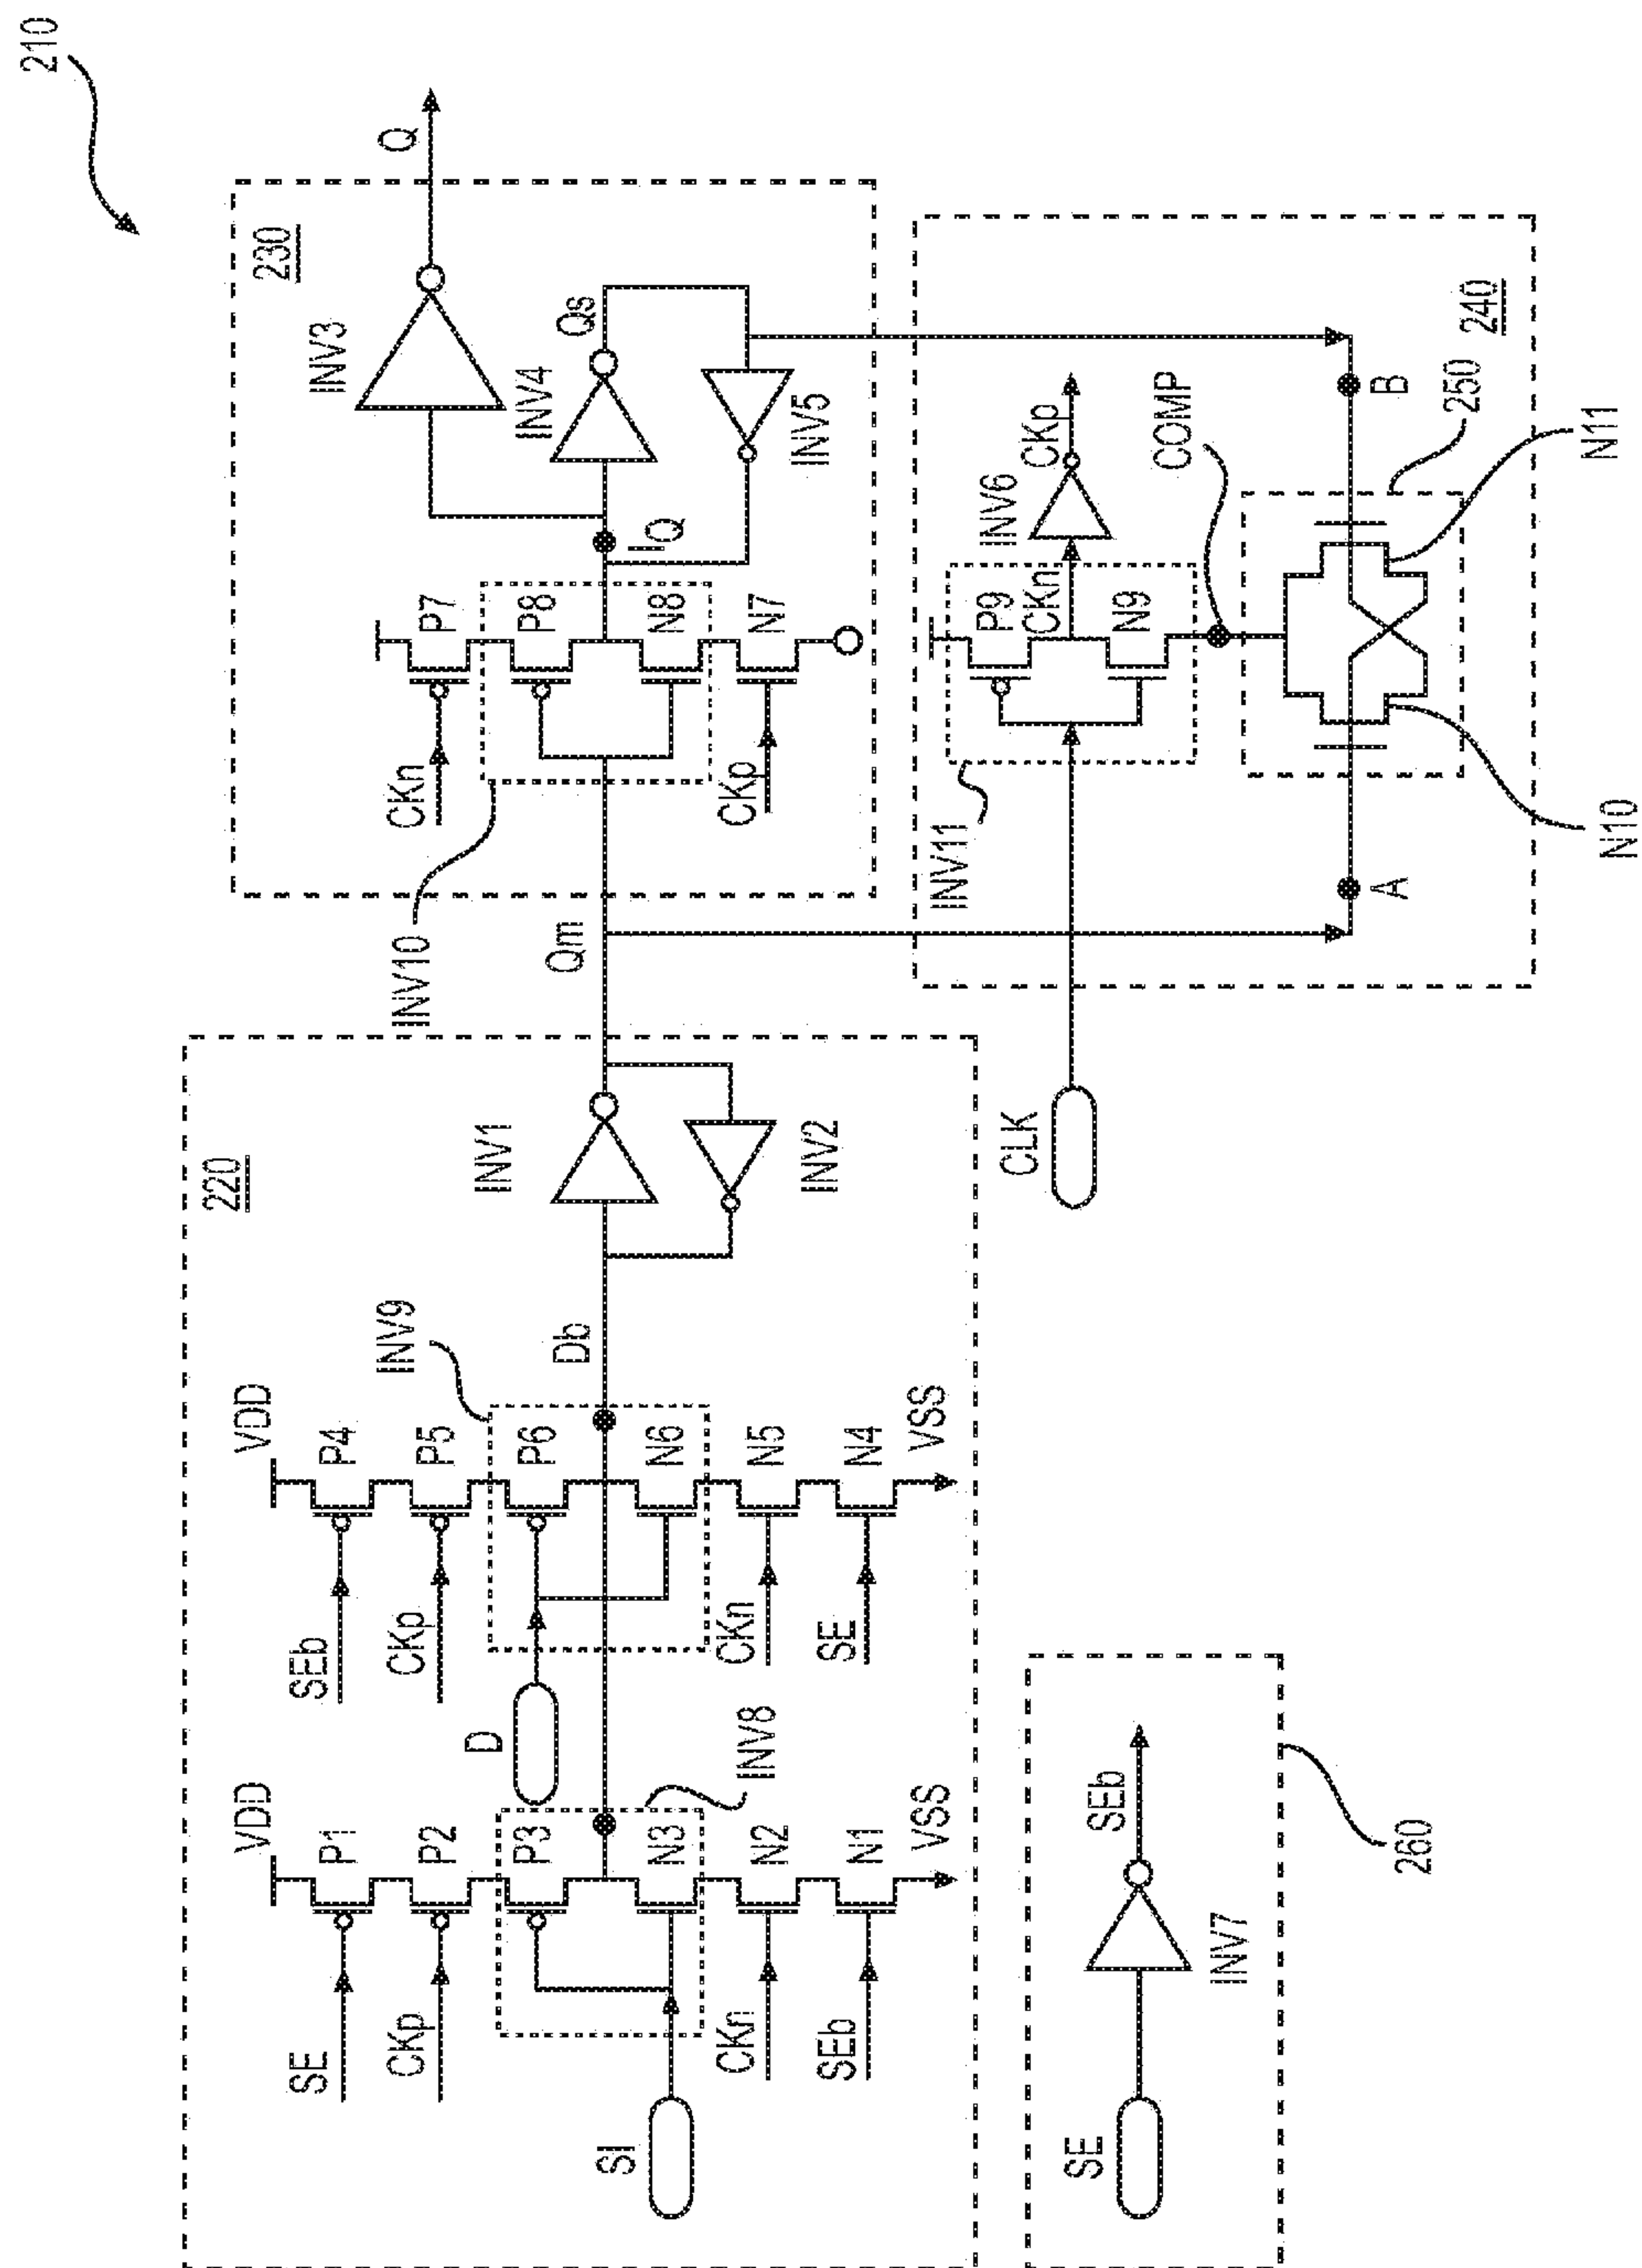 210
220
VDD
VDD
SE
P1
SEb
P4
CKp
P2
CKp
P5
INV9
D
P3
P6
INV1
SI
N3
INV8
N6
Db
INV2
CKn
N2
CKn
N5
SEb
N1
SE
N4
VSS
VSS
230
Q
INV3
CKn
P7
INV4
Qs
INV10
P8
Qm
Q
N8
CKp
N7
INV5
CLK
INV11
P9
INV6
CKn
CKp
N9
COMP
A
B
250
240
N10
N11
SE
SEb
INV7
260